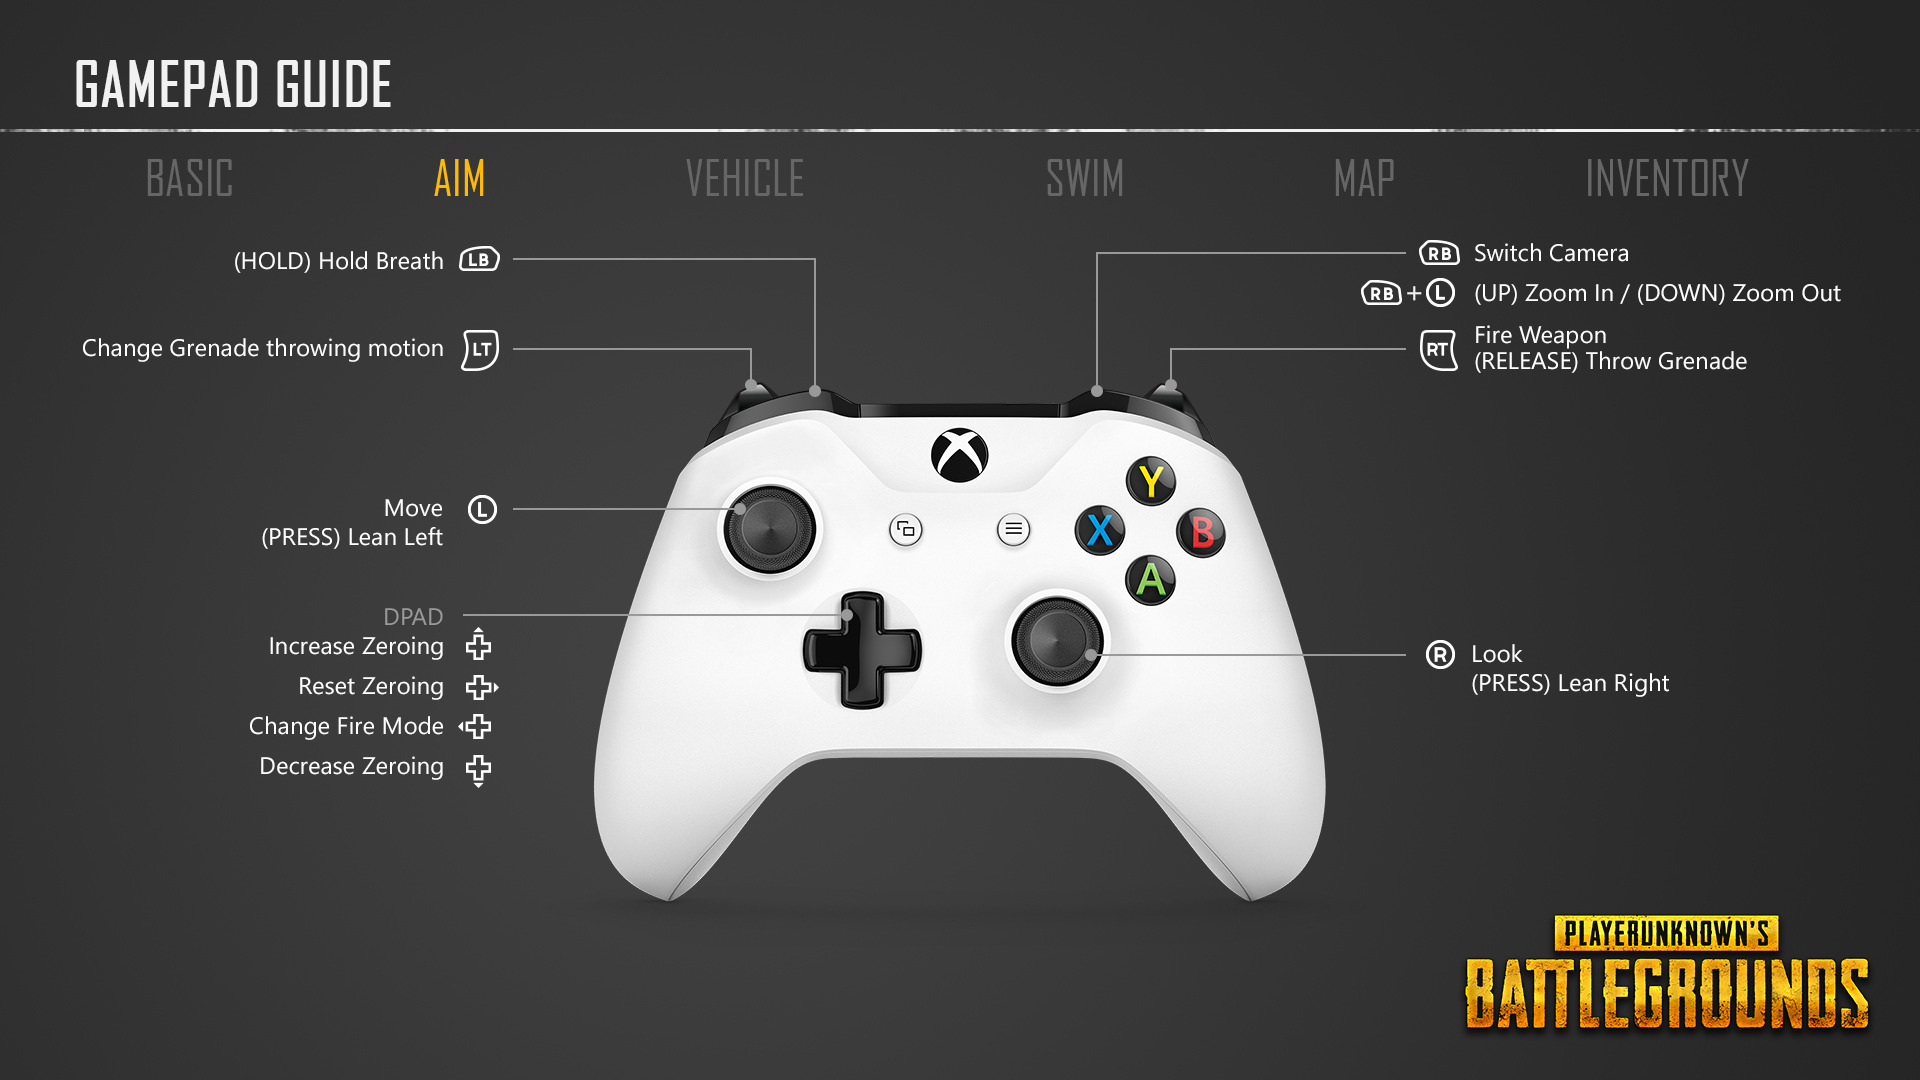 GAMEPAD GUIDE
BASIC AIM VEHICLE SWIM MAP INVENTORY
(HOLD) Hold Breath LB
Change Grenade throwing motion LT
Move L
(PRESS) Lean Left
DPAD
Increase Zeroing
Reset Zeroing
Change Fire Mode
Decrease Zeroing
RB Switch Camera
RB+L (UP) Zoom In / (DOWN) Zoom Out
RT Fire Weapon
(RELEASE) Throw Grenade
Y
X B
A
R Look
(PRESS) Lean Right
PLAYERUNKNOWN'S
BATTLEGROUNDS